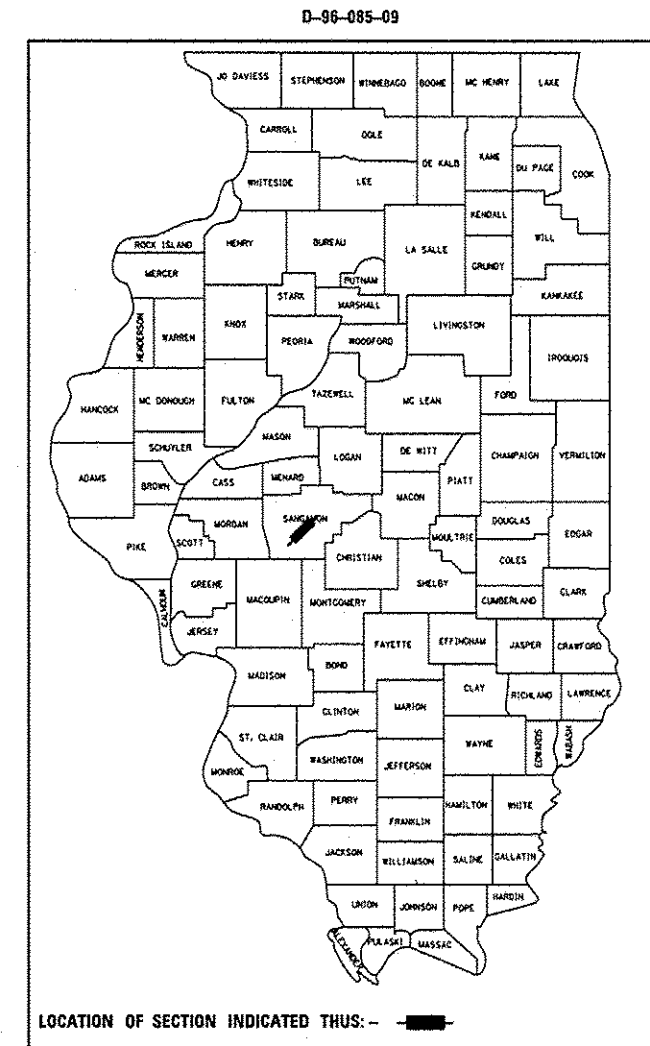 D-96-085-09
JO DAVIESS STEPHENSON WINNEBAGO BOONE MC HENRY LAKE
CARROLL OGLE DE KALB KANE DU PAGE COOK
WHITESIDE LEE
KENDALL WILL
ROCK ISLAND HENRY BUREAU LA SALLE GRUNDY
MERCER PUTNAM
STARK MARSHALL KANKAKEE
HENDERSON WARREN KNOX PEORIA WOODFORD LIVINGSTON
IROQUOIS
HANCOCK MC DONOUGH FULTON TAZEWELL MC LEAN FORD
MASON
SCHUYLER LOGAN DE WITT CHAMPAIGN VERMILION
ADAMS BROWN CASS MENARD PIATT
MACON
PIKE SCOTT MORGAN SANGAMON DOUGLAS EDGAR
CHRISTIAN MOULTRIE COLES
GREENE SHELBY CLARK
CALHOUN MACOUPIN MONTGOMERY CUMBERLAND
JERSEY FAYETTE EFFINGHAM JASPER CRAWFORD
MADISON BOND
CLAY RICHLAND LAWRENCE
CLINTON MARION
ST. CLAIR WAYNE EDWARDS WABASH
WASHINGTON JEFFERSON
MONROE
RANDOLPH PERRY HAMILTON WHITE
FRANKLIN
JACKSON WILLIAMSON SALINE GALLATIN
UNION JOHNSON POPE HARDIN
ALEXANDER PULASKI MASSAC
LOCATION OF SECTION INDICATED THUS: -